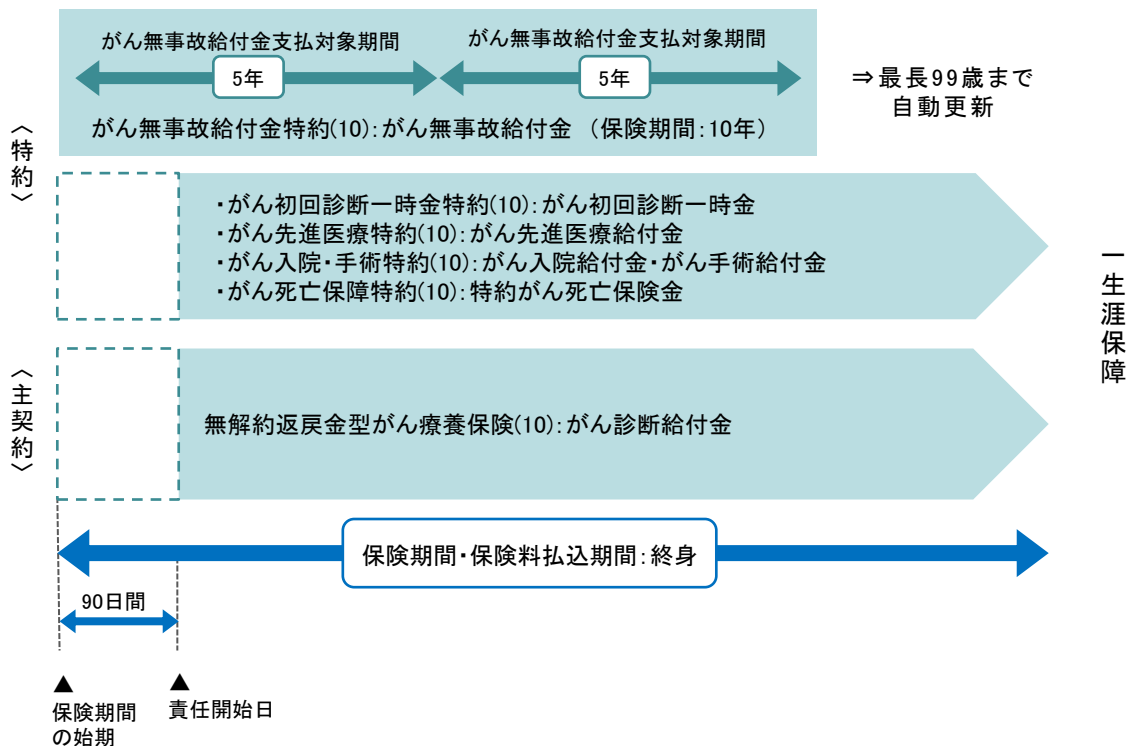 がん無事故給付金支払対象期間
がん無事故給付金支払対象期間
5年
5年
がん無事故給付金特約(10):がん無事故給付金 (保険期間:10年)
⇒最長99歳まで
自動更新
〈特約〉
・がん初回診断一時金特約(10):がん初回診断一時金
・がん先進医療特約(10):がん先進医療給付金
・がん入院・手術特約(10):がん入院給付金・がん手術給付金
・がん死亡保障特約(10):特約がん死亡保険金
一生涯保障
〈主契約〉
無解約返戻金型がん療養保険(10):がん診断給付金
保険期間・保険料払込期間:終身
90日間
▲
保険期間
の始期
▲
責任開始日